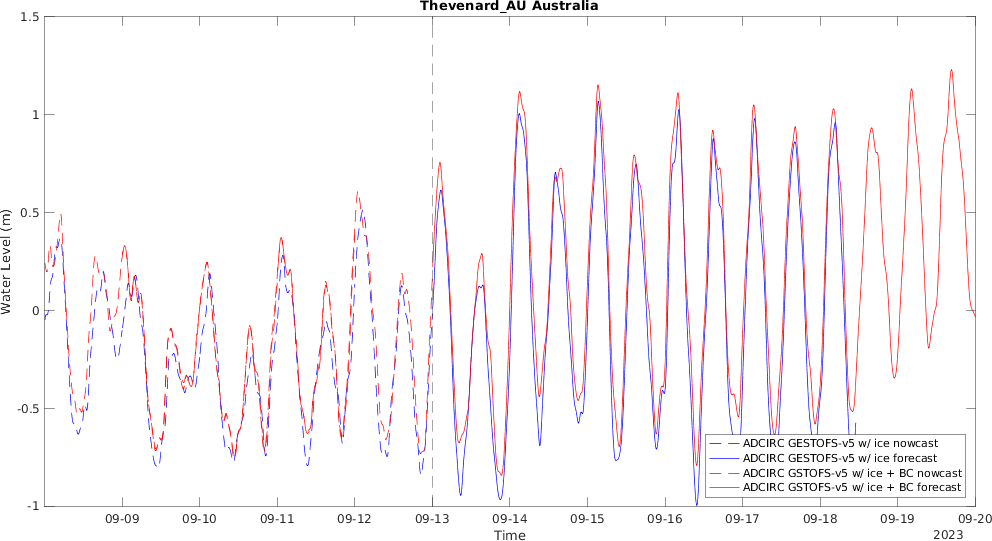 Thevenard_AU Australia
1.5
1
0.5
0
-0.5
-1
Water Level (m)
09-09 09-10 09-11 09-12 09-13 09-14 09-15 09-16 09-17 09-18 09-19 09-20
Time
2023
ADCIRC GESTOFS-v5 w/ ice nowcast
ADCIRC GESTOFS-v5 w/ ice forecast
ADCIRC GSTOFS-v5 w/ ice + BC nowcast
ADCIRC GSTOFS-v5 w/ ice + BC forecast